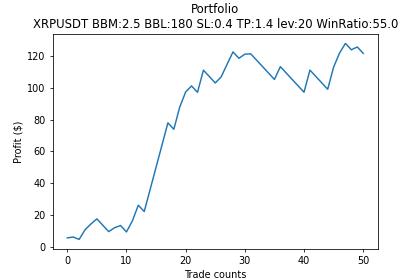 Portfolio
XRPUSDT BBM:2.5 BBL:180 SL:0.4 TP:1.4 lev:20 WinRatio:55.0
120
100
80
60
40
20
0
Profit ($)
0 10 20 30 40 50
Trade counts